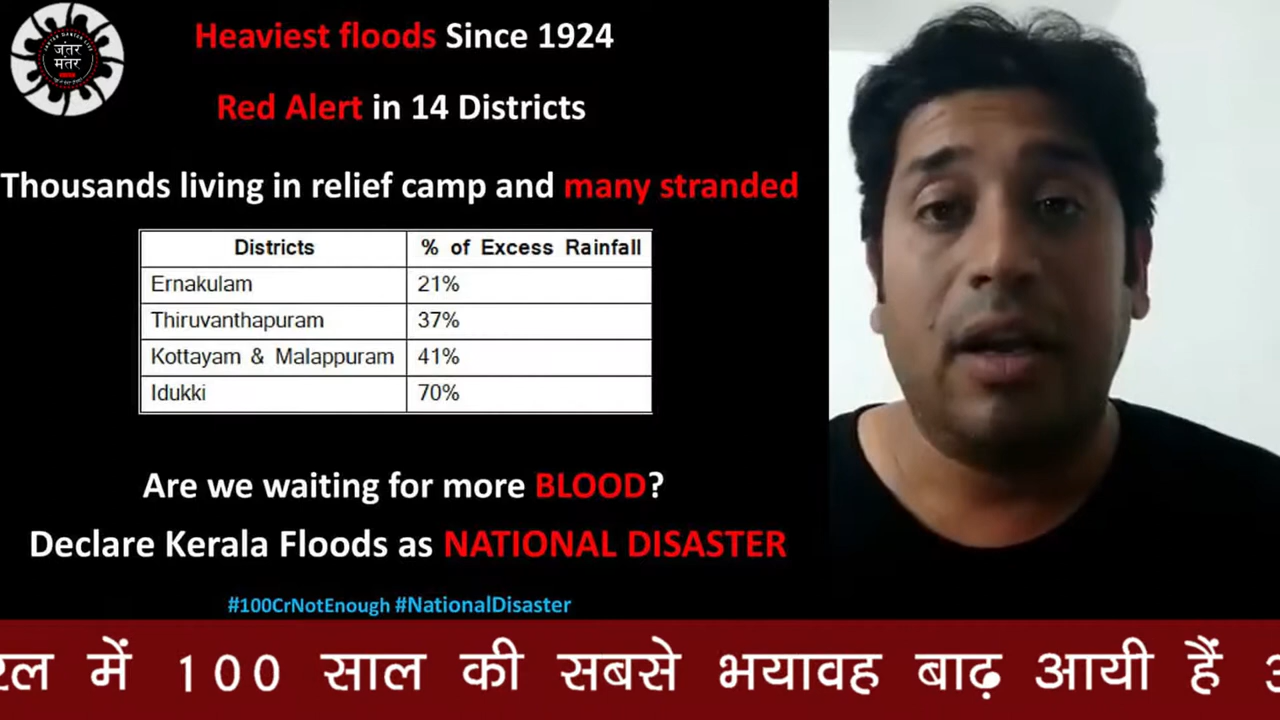 जंतर
मंतर
Heaviest floods Since 1924
Red Alert in 14 Districts
Thousands living in relief camp and many stranded
Districts % of Excess Rainfall
Ernakulam 21%
Thiruvanthapuram 37%
Kottayam & Malappuram 41%
Idukki 70%
Are we waiting for more BLOOD?
Declare Kerala Floods as NATIONAL DISASTER
#100CrNotEnough #NationalDisaster
में 100 साल की सबसे भयावह बाढ़ आयी हैं